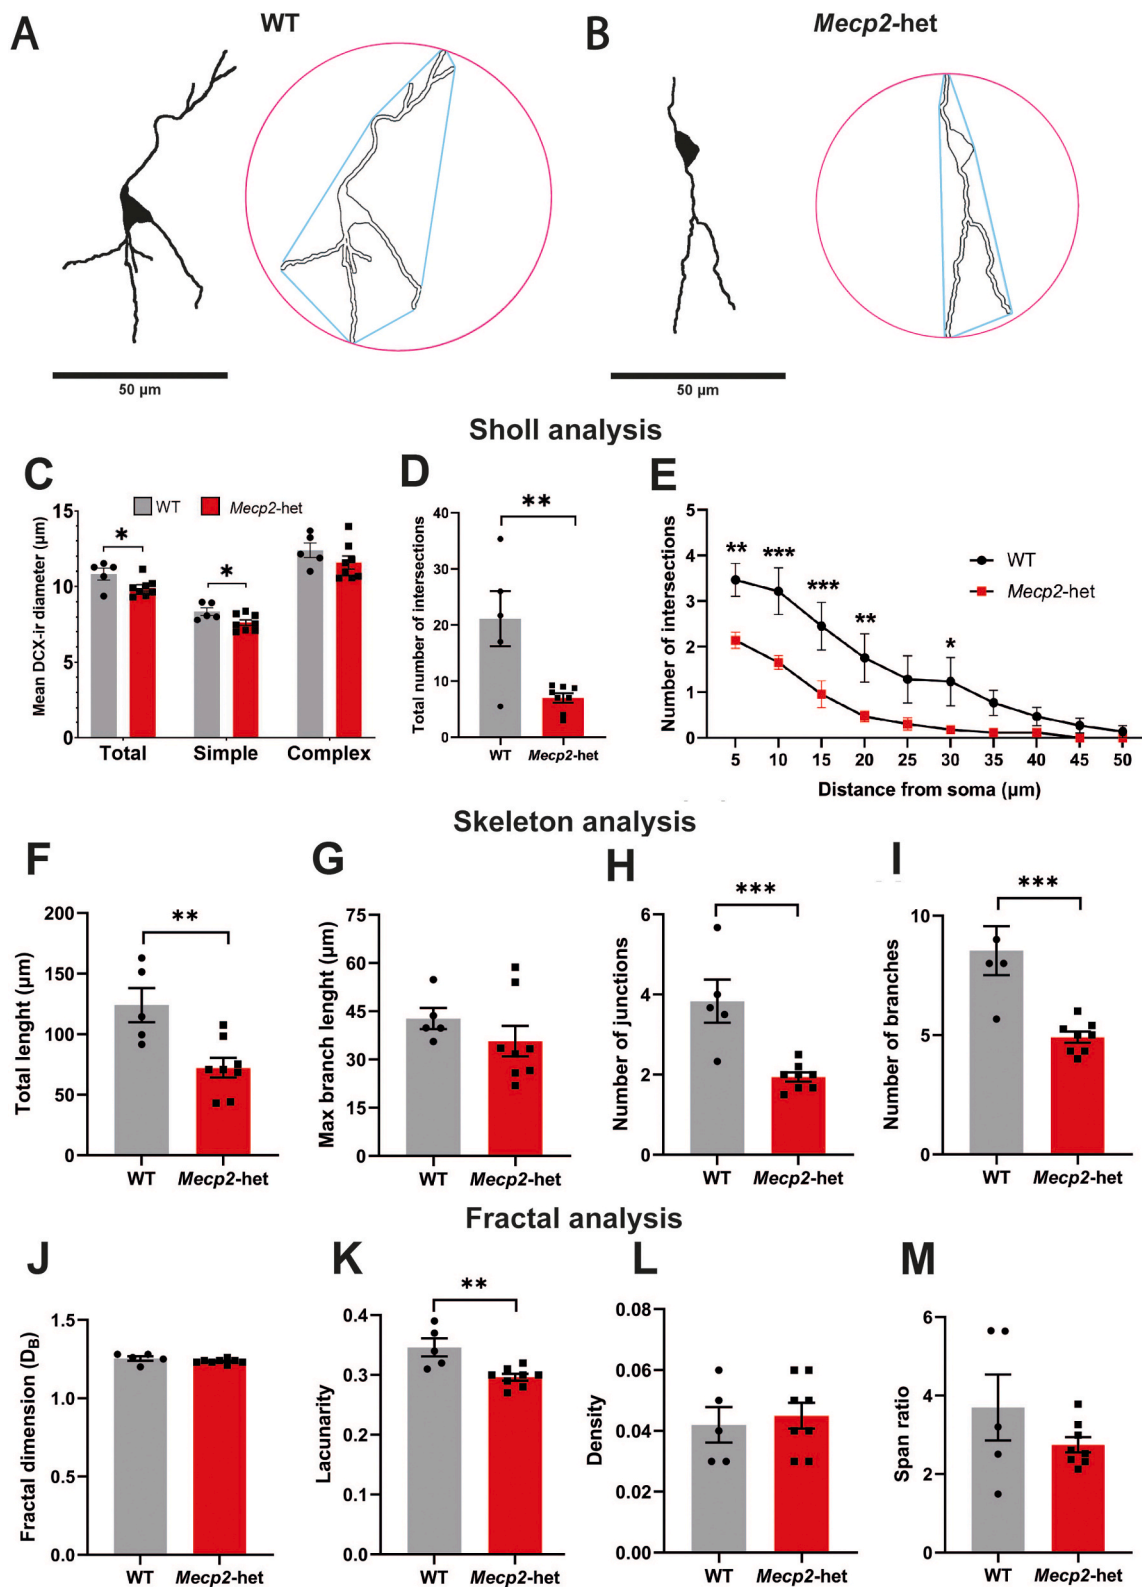 A
WT
B
Mecp2-het
50 µm
50 µm
Sholl analysis
C
WT
Mecp2-het
Mean DCX-ir diameter (µm)
15
10
5
0
*
*
Total
Simple
Complex
D
Total number of intersections
40
30
20
10
0
**
WT
Mecp2-het
E
Number of intersections
5
4
3
2
1
0
**
***
***
**
*
WT
Mecp2-het
5
10
15
20
25
30
35
40
45
50
Distance from soma (µm)
Skeleton analysis
F
Total lenght (µm)
200
150
100
50
0
**
WT
Mecp2-het
G
Max branch lenght (µm)
75
60
45
30
15
0
WT
Mecp2-het
H
Number of junctions
6
4
2
0
***
WT
Mecp2-het
I
Number of branches
10
5
0
***
WT
Mecp2-het
Fractal analysis
J
Fractal dimension (DB)
1.5
1.0
0.5
0.0
WT
Mecp2-het
K
Lacunarity
0.4
0.3
0.2
0.1
0.0
**
WT
Mecp2-het
L
Density
0.08
0.06
0.04
0.02
0.00
WT
Mecp2-het
M
Span ratio
6
4
2
0
WT
Mecp2-het